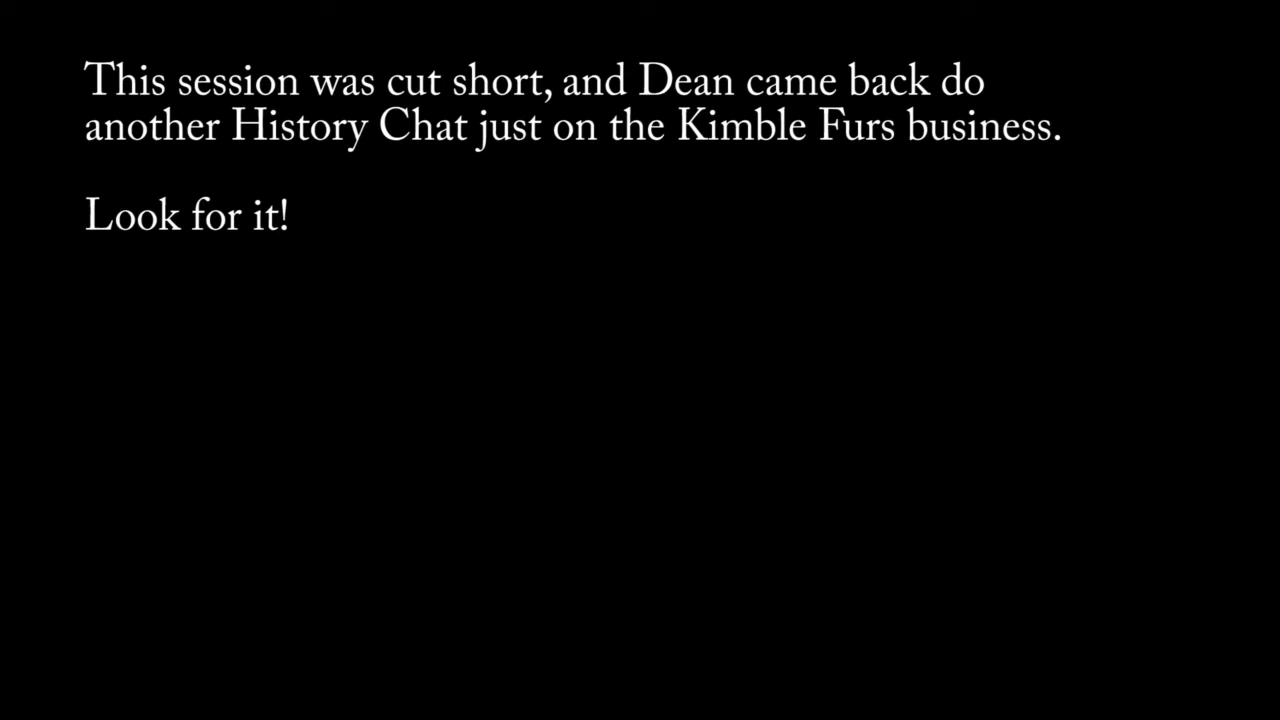 This session was cut short, and Dean came back do
another History Chat just on the Kimble Furs business.
Look for it!